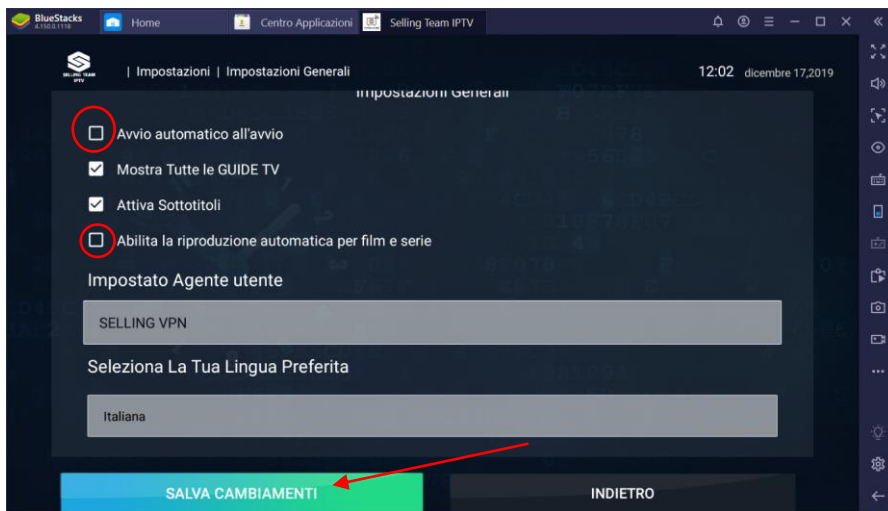 BlueStacks
4.150.0.1118
Home
Centro Applicazioni
Selling Team IPTV
SELLING TEAM
IPTV
| Impostazioni | Impostazioni Generali
12:02 dicembre 17,2019
Impostazioni Generali
Avvio automatico all'avvio
Mostra Tutte le GUIDE TV
Attiva Sottotitoli
Abilita la riproduzione automatica per film e serie
Impostato Agente utente
SELLING VPN
Seleziona La Tua Lingua Preferita
Italiana
SALVA CAMBIAMENTI
INDIETRO